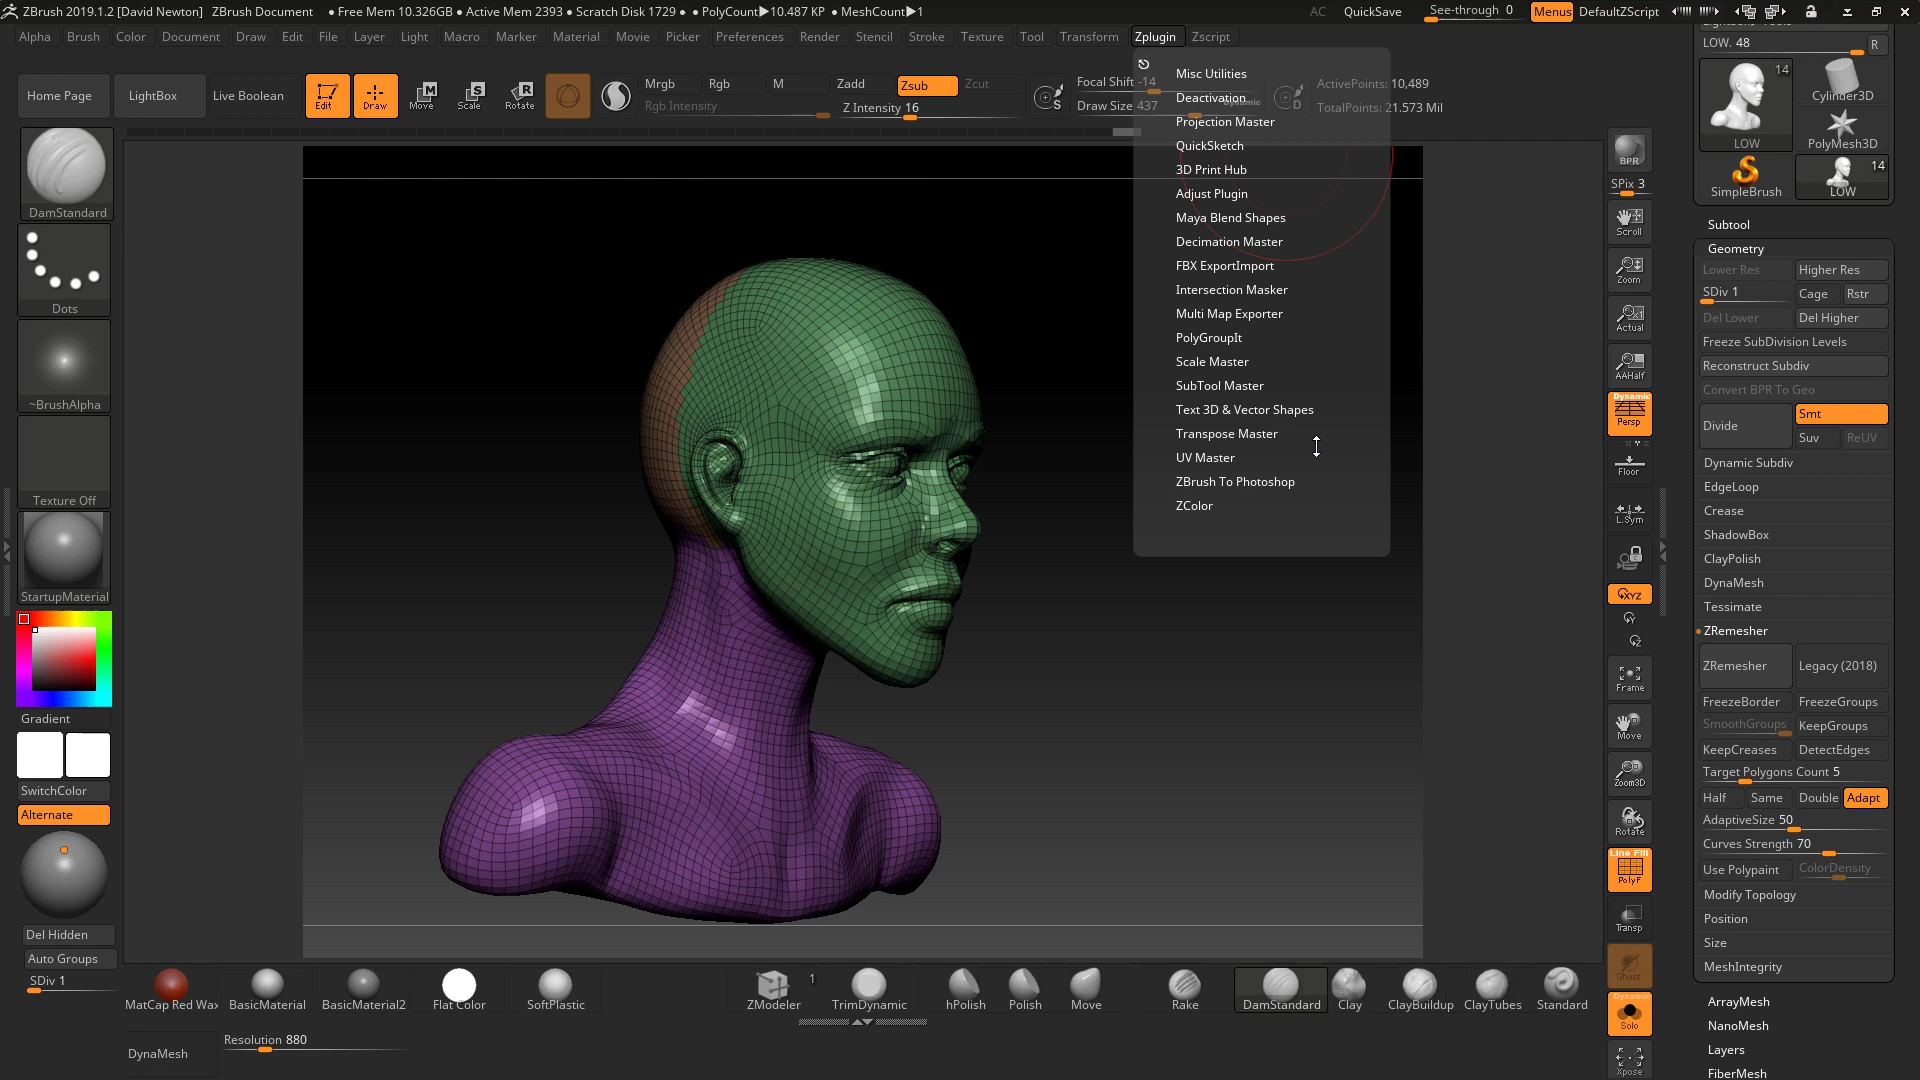 ZBrush 2019.1.2 [David Newton] ZBrush Document ● Free Mem 10.326GB ● Active Mem 2393 ● Scratch Disk 1729 ● ● PolyCount▶10.487 KP ● MeshCount▶1 AC QuickSave See-through 0 Menus DefaultZScript
Alpha Brush Color Document Draw Edit File Layer Light Macro Marker Material Movie Picker Preferences Render Stencil Stroke Texture Tool Transform Zplugin Zscript
Home Page LightBox Live Boolean
Edit Draw Move Scale Rotate
Mrgb Rgb M Zadd Zsub Zcut
Rgb Intensity Z Intensity 16
Focal Shift -14
Draw Size 437 Dynamic
ActivePoints: 10,489
TotalPoints: 21.573 Mil
DamStandard
Dots
~BrushAlpha
Texture Off
StartupMaterial
Gradient
SwitchColor
Alternate
Del Hidden
Auto Groups
SDiv 1
Misc Utilities
Deactivation
Projection Master
QuickSketch
3D Print Hub
Adjust Plugin
Maya Blend Shapes
Decimation Master
FBX ExportImport
Intersection Masker
Multi Map Exporter
PolyGroupIt
Scale Master
SubTool Master
Text 3D & Vector Shapes
Transpose Master
UV Master
ZBrush To Photoshop
ZColor
BPR
SPix 3
Scroll
Zoom
Actual
AAHalf
Dynamic
Persp
Floor
L.Sym
XYZ
Frame
Move
Zoom3D
Rotate
Line Fill
PolyF
Transp
Ghost
Dynamic
Solo
Xpose
LOW. 48 R
14
LOW
Cylinder3D
PolyMesh3D
SimpleBrush
14
LOW
Subtool
Geometry
Lower Res Higher Res
SDiv 1 Cage Rstr
Del Lower Del Higher
Freeze SubDivision Levels
Reconstruct Subdiv
Convert BPR To Geo
Divide Smt
Suv ReUV
Dynamic Subdiv
EdgeLoop
Crease
ShadowBox
ClayPolish
DynaMesh
Tessimate
ZRemesher
ZRemesher Legacy (2018)
FreezeBorder FreezeGroups
SmoothGroups KeepGroups
KeepCreases DetectEdges
Target Polygons Count 5
Half Same Double Adapt
AdaptiveSize 50
Curves Strength 70
Use Polypaint ColorDensity
Modify Topology
Position
Size
MeshIntegrity
ArrayMesh
NanoMesh
Layers
FiberMesh
MatCap Red Wax BasicMaterial BasicMaterial2 Flat Color SoftPlastic
ZModeler 1 TrimDynamic hPolish Polish Move Rake DamStandard Clay ClayBuildup ClayTubes Standard
DynaMesh Resolution 880